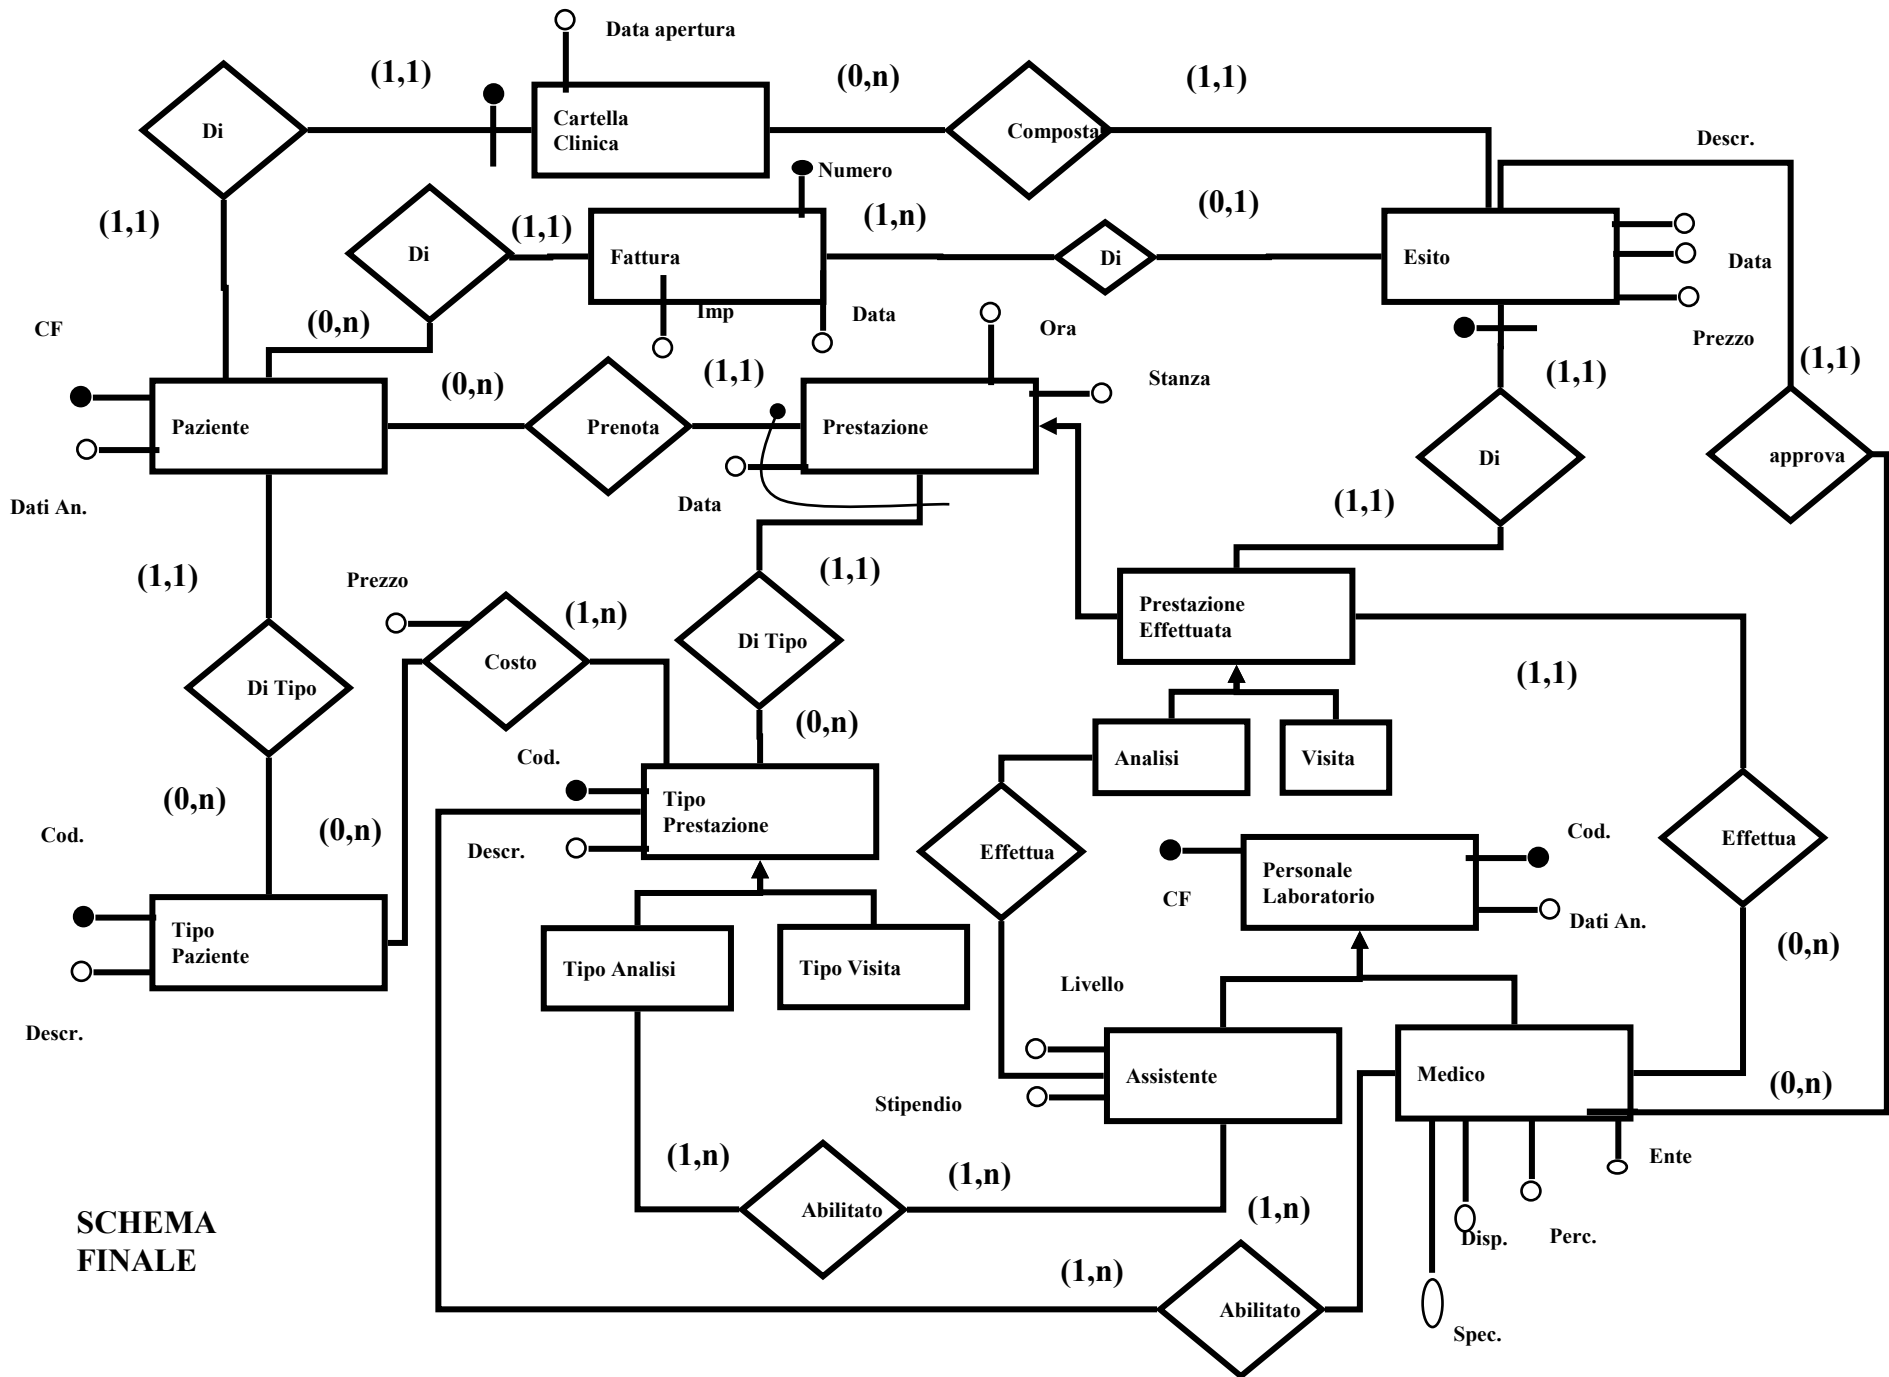 Data apertura
(1,1)
(0,n)
(1,1)
Cartella
Clinica
Di
Composta
Descr.
Numero
(1,1)
(1,1)
(1,n)
(0,1)
Di
Fattura
Di
Esito
Data
Imp
Data
(0,n)
CF
Ora
Prezzo
(0,n)
(1,1)
Stanza
(1,1)
(1,1)
Paziente
Prenota
Prestazione
Di
approva
Dati An.
Data
(1,1)
(1,1)
Prezzo
(1,n)
(1,1)
Prestazione
Effettuata
Di Tipo
Costo
Di Tipo
(1,1)
(0,n)
Cod.
Analisi
Visita
(0,n)
(0,n)
Tipo
Prestazione
Cod.
Descr.
Effettua
Personale
Laboratorio
Cod.
Effettua
CF
Dati An.
Tipo
Paziente
Tipo Analisi
Tipo Visita
(0,n)
Livello
Descr.
Assistente
Medico
(0,n)
Stipendio
(1,n)
(1,n)
Ente
Abilitato
(1,n)
Disp.
Perc.
SCHEMA
FINALE
(1,n)
Abilitato
Spec.